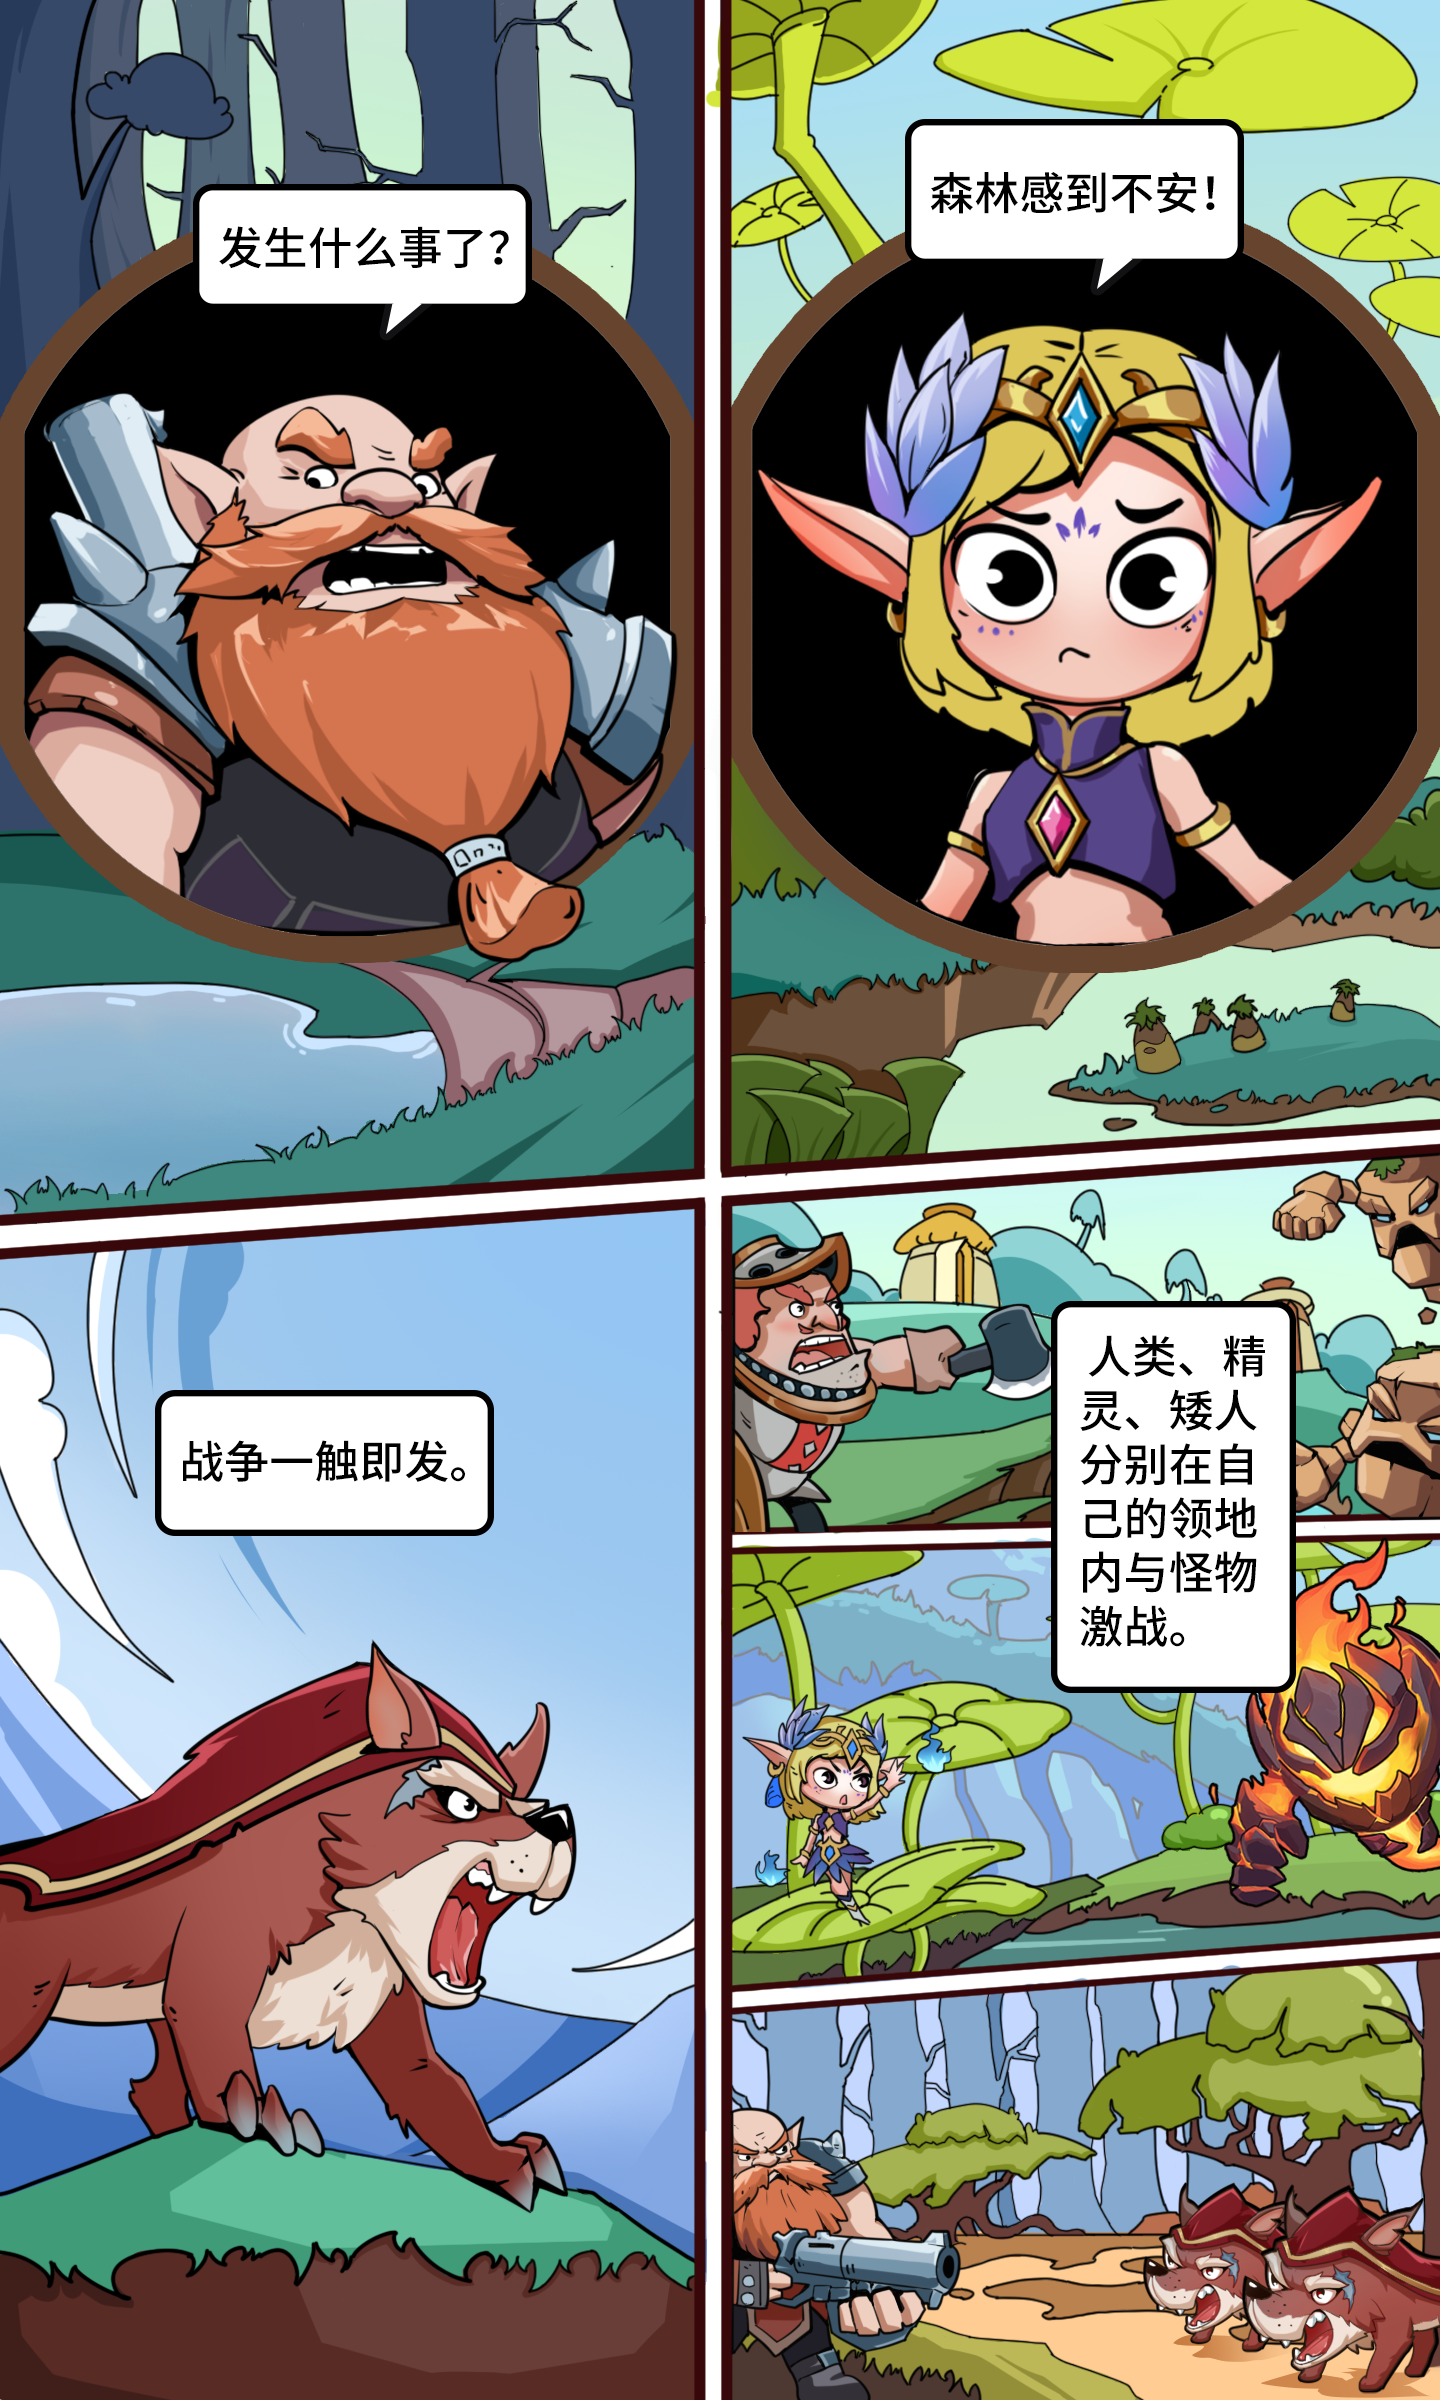 发生什么事了？
森林感到不安！
战争一触即发。
人类、精
灵、矮人
分别在自
己的领地
内与怪物
激战。